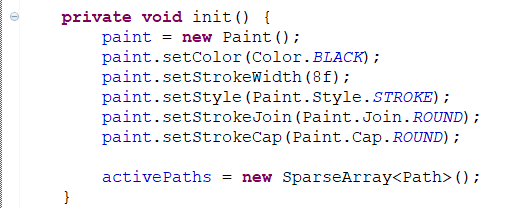 private void init() {
paint = new Paint();
paint.setColor(Color.BLACK);
paint.setStrokeWidth(8f);
paint.setStyle(Paint.Style.STROKE);
paint.setStrokeJoin(Paint.Join.ROUND);
paint.setStrokeCap(Paint.Cap.ROUND);
activePaths = new SparseArray<Path>();
}